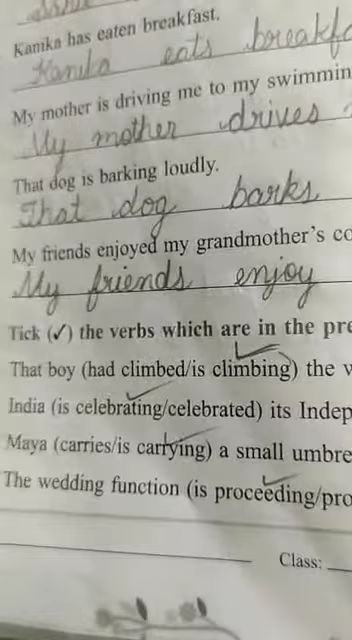 Kanika has eaten breakfast.
Kanika eats breakfa
My mother is driving me to my swimmin
My mother drives
That dog is barking loudly.
That dog barks
My friends enjoyed my grandmother's co
My friends enjoy
Tick (✓) the verbs which are in the pre
That boy (had climbed/is climbing) the v
India (is celebrating/celebrated) its Indep
Maya (carries/is carrying) a small umbre
The wedding function (is proceeding/pro
Class: